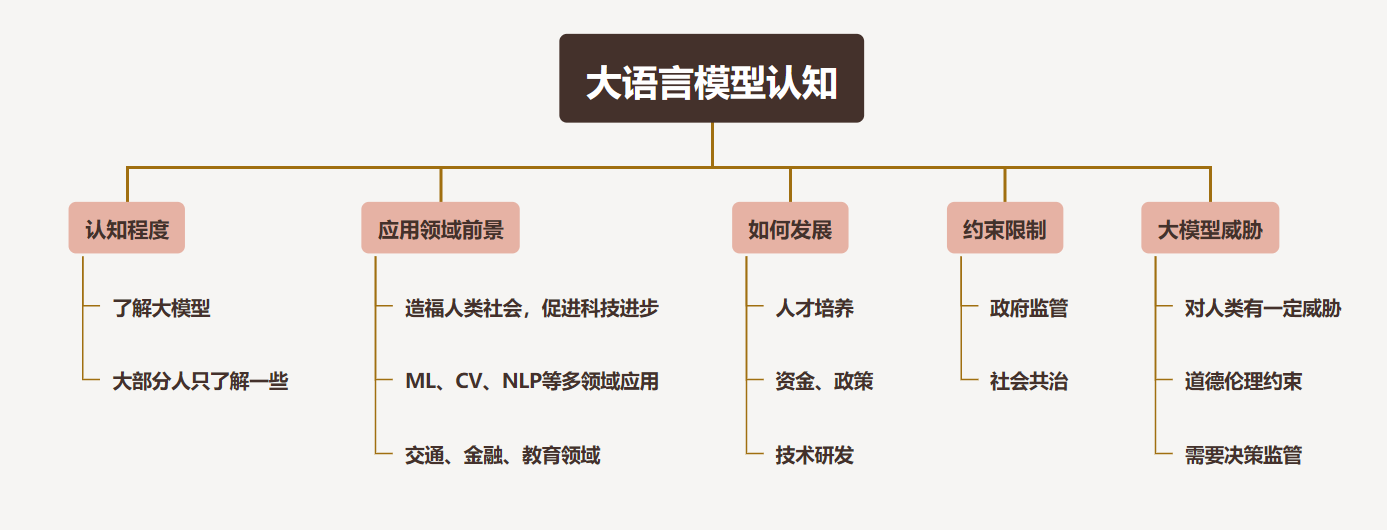 大语言模型认知
认知程度
了解大模型
大部分人只了解一些
应用领域前景
造福人类社会，促进科技进步
ML、CV、NLP等多领域应用
交通、金融、教育领域
如何发展
人才培养
资金、政策
技术研发
约束限制
政府监管
社会共治
大模型威胁
对人类有一定威胁
道德伦理约束
需要决策监管